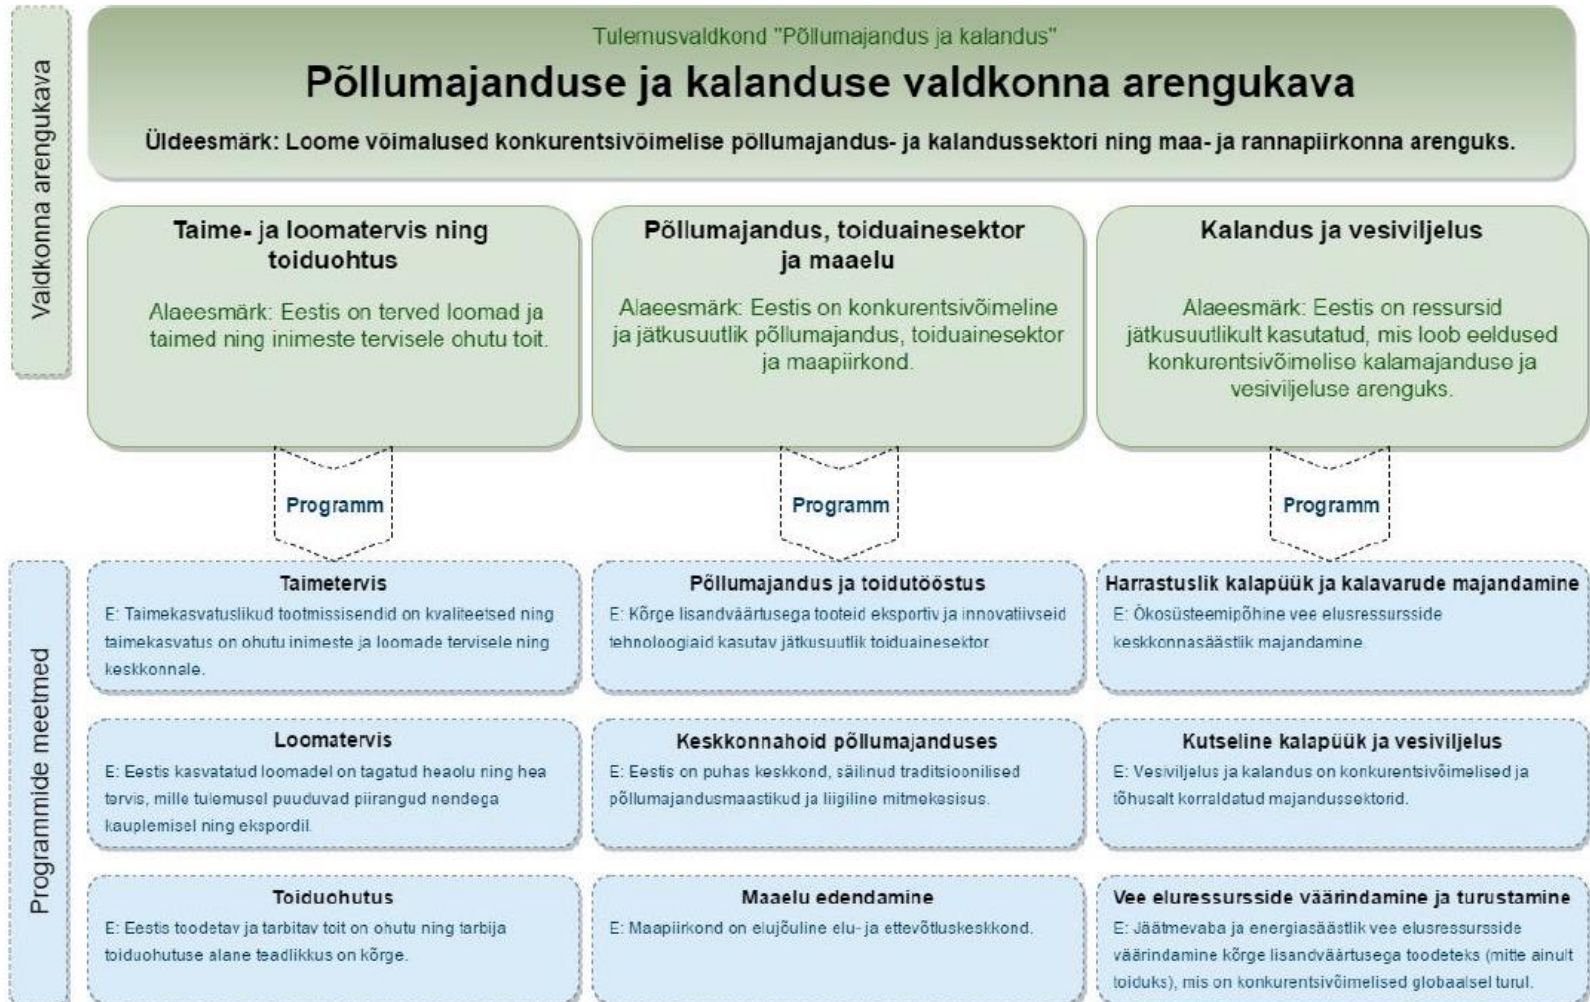 Valdkonna arengukava
Tulemusvaldkond "Põllumajandus ja kalandus"
Põllumajanduse ja kalanduse valdkonna arengukava
Üldeesmärk: Loome võimalused konkurentsivõimelise põllumajandus- ja kalandussektori ning maa- ja rannapiirkonna arenguks.
Taime- ja loomatervis ning
toiduohtus
Alaeesmärk: Eestis on terved loomad ja
taimed ning inimeste tervisele ohutu toit.
Põllumajandus, toiduainesektor
ja maaelu
Alaeesmärk: Eestis on konkurentsivõimeline
ja jätkusuutlik põllumajandus, toiduainesektor
ja maapiirkond.
Kalandus ja vesiviljelus
Alaeesmärk: Eestis on ressursid
jätkusuutlikult kasutatud, mis loob eeldused
konkurentsivõimelise kalamajanduse ja
vesiviljeluse arenguks.
Programm
Programm
Programm
Programmide meetmed
Taimetervis
E: Taimekasvatuslikud tootmissisendid on kvaliteetsed ning
taimekasvatus on ohutu inimeste ja loomade tervisele ning
keskkonnale.
Põllumajandus ja toidutööstus
E: Kõrge lisandväärtusega tooteid eksportiv ja innovatiivseid
tehnoloogiaid kasutav jätkusuutlik toiduainesektor
Harrastuslik kalapüük ja kalavarude majandamine
E: Ökosüsteemipõhine vee elusressursside
keskkonnasäästlik majandamine.
Loomatervis
E: Eestis kasvatatud loomadel on tagatud heaolu ning hea
tervis, mille tulemusel puuduvad piirangud nendega
kauplemisel ning ekspordil.
Keskkonnahoid põllumajanduses
E: Eestis on puhas keskkond, säilinud traditsioonilised
põllumajandusmaastikud ja liigiline mitmekesisus.
Kutseline kalapüük ja vesiviljelus
E: Vesiviljelus ja kalandus on konkurentsivõimelised ja
tõhusalt korraldatud majandussektorid.
Toiduohutus
E: Eestis toodetav ja tarbitav toit on ohutu ning tarbija
toiduohutuse alane teadlikkus on kõrge.
Maaelu edendamine
E: Maapiirkond on elujõuline elu- ja ettevõtluskeskkond.
Vee eluressursside väärindamine ja turustamine
E: Jäätmevaba ja energiasäästlik vee elusressursside
väärindamine kõrge lisandväärtusega toodeteks (mitte ainult
toiduks), mis on konkurentsivõimelised globaalsel turul.